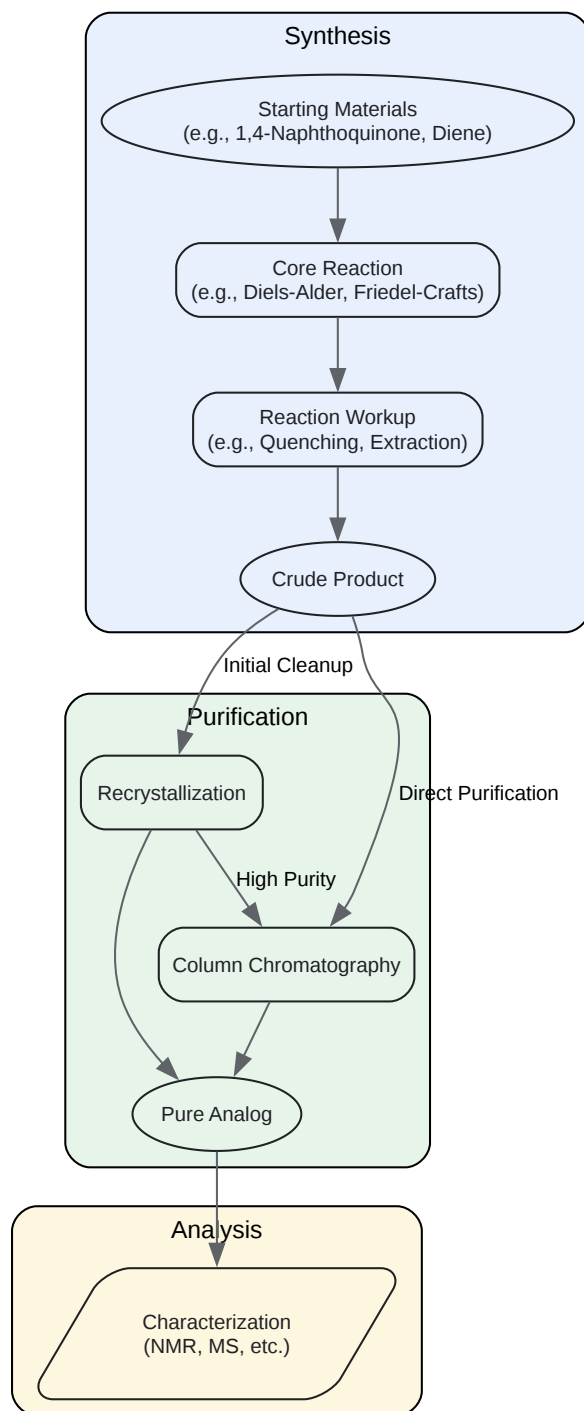 Synthesis
Starting Materials
(e.g., 1,4-Naphthoquinone, Diene)
Core Reaction
(e.g., Diels-Alder, Friedel-Crafts)
Reaction Workup
(e.g., Quenching, Extraction)
Crude Product
Initial Cleanup
Purification
Recrystallization
Direct Purification
High Purity
Column Chromatography
Pure Analog
Analysis
Characterization
(NMR, MS, etc.)